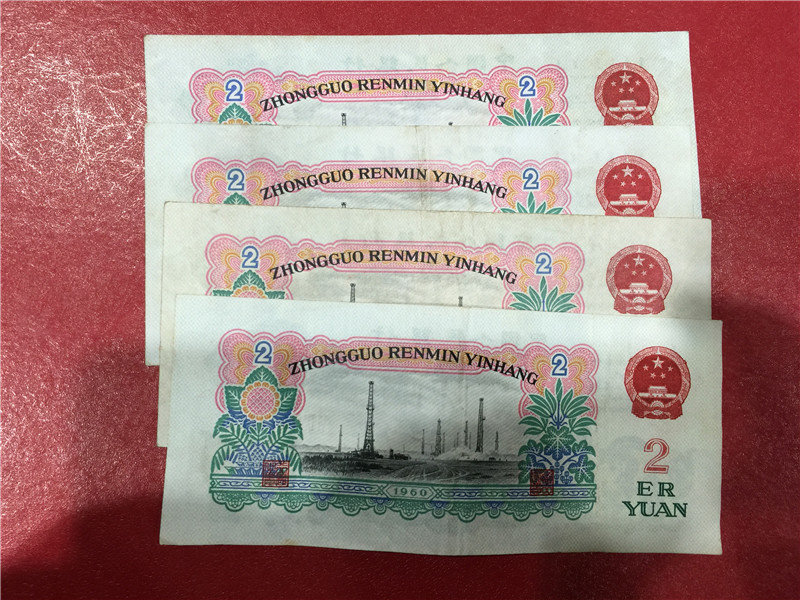 2 ZHONGGUO RENMIN YINHANG 2
2 ZHONGGUO RENMIN YINHANG 2
2 ZHONGGUO RENMIN YINHANG 2
2 ZHONGGUO RENMIN YINHANG 2
2
1960
ER
YUAN